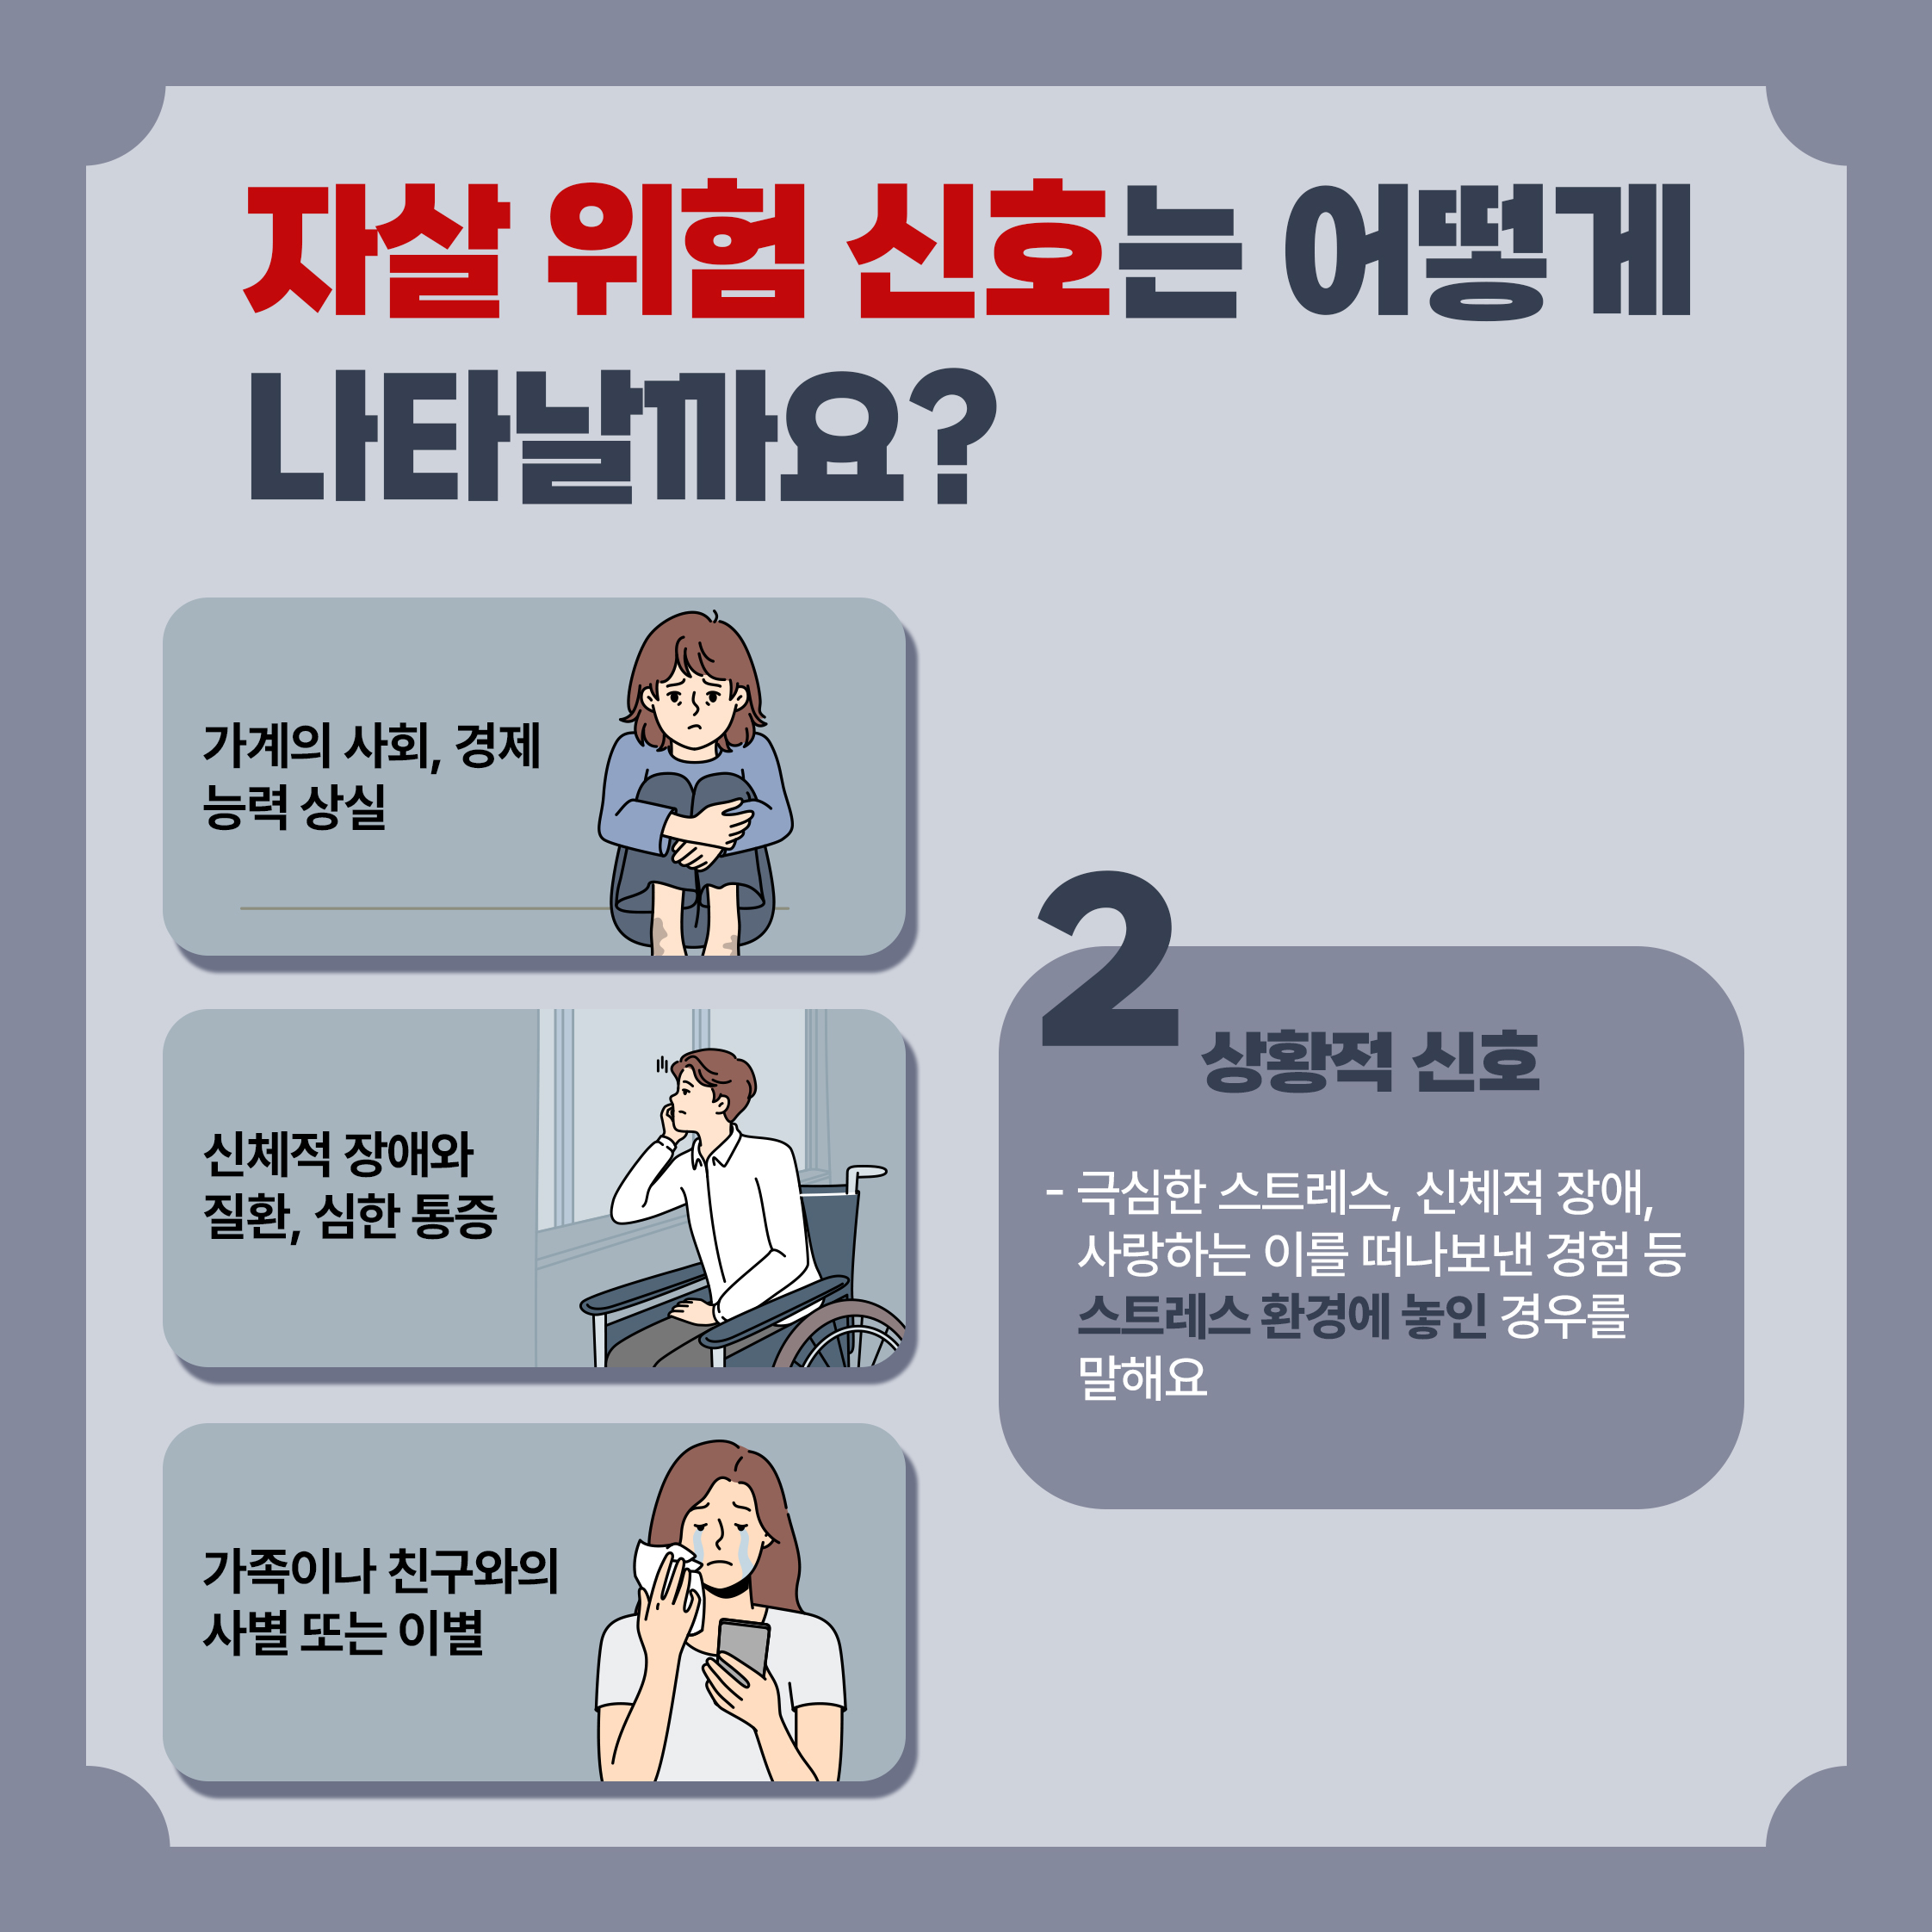 자살 위험 신호는 어떻게
나타날까요?
가계의 사회, 경제
능력 상실
신체적 장애와
질환, 심한 통증
가족이나 친구와의
사별 또는 이별
2
상황적 신호
- 극심한 스트레스, 신체적 장애,
사랑하는 이를 떠나보낸 경험 등
스트레스 환경에 놓인 경우를
말해요